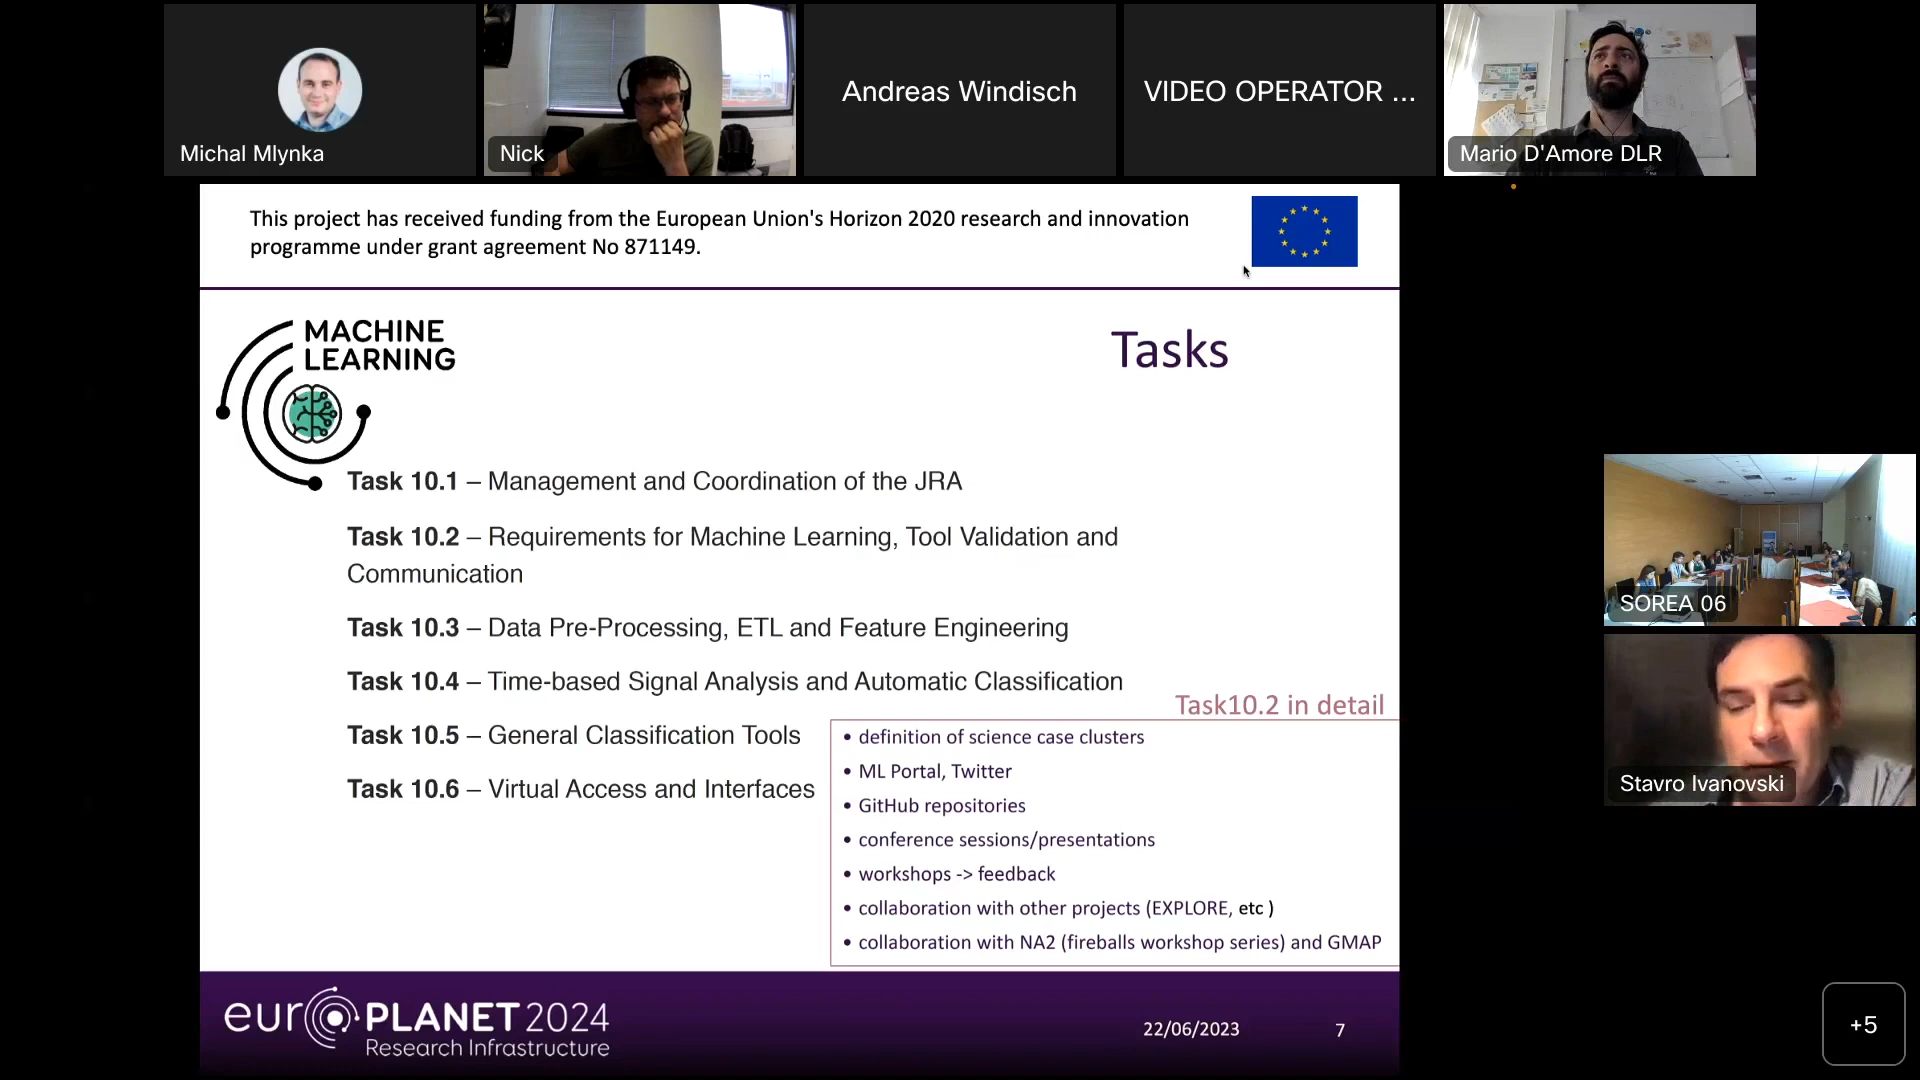 Michal Mlynka
Nick
Andreas Windisch
VIDEO OPERATOR ...
Mario D'Amore DLR
This project has received funding from the European Union's Horizon 2020 research and innovation
programme under grant agreement No 871149.
MACHINE
LEARNING
Tasks
Task 10.1 – Management and Coordination of the JRA
Task 10.2 – Requirements for Machine Learning, Tool Validation and
Communication
Task 10.3 – Data Pre-Processing, ETL and Feature Engineering
Task 10.4 – Time-based Signal Analysis and Automatic Classification
Task 10.5 – General Classification Tools
Task 10.6 – Virtual Access and Interfaces
Task10.2 in detail
• definition of science case clusters
• ML Portal, Twitter
• GitHub repositories
• conference sessions/presentations
• workshops -> feedback
• collaboration with other projects (EXPLORE, etc )
• collaboration with NA2 (fireballs workshop series) and GMAP
SOREA 06
Stavro Ivanovski
euroPLANET 2024
Research Infrastructure
22/06/2023
7
+5